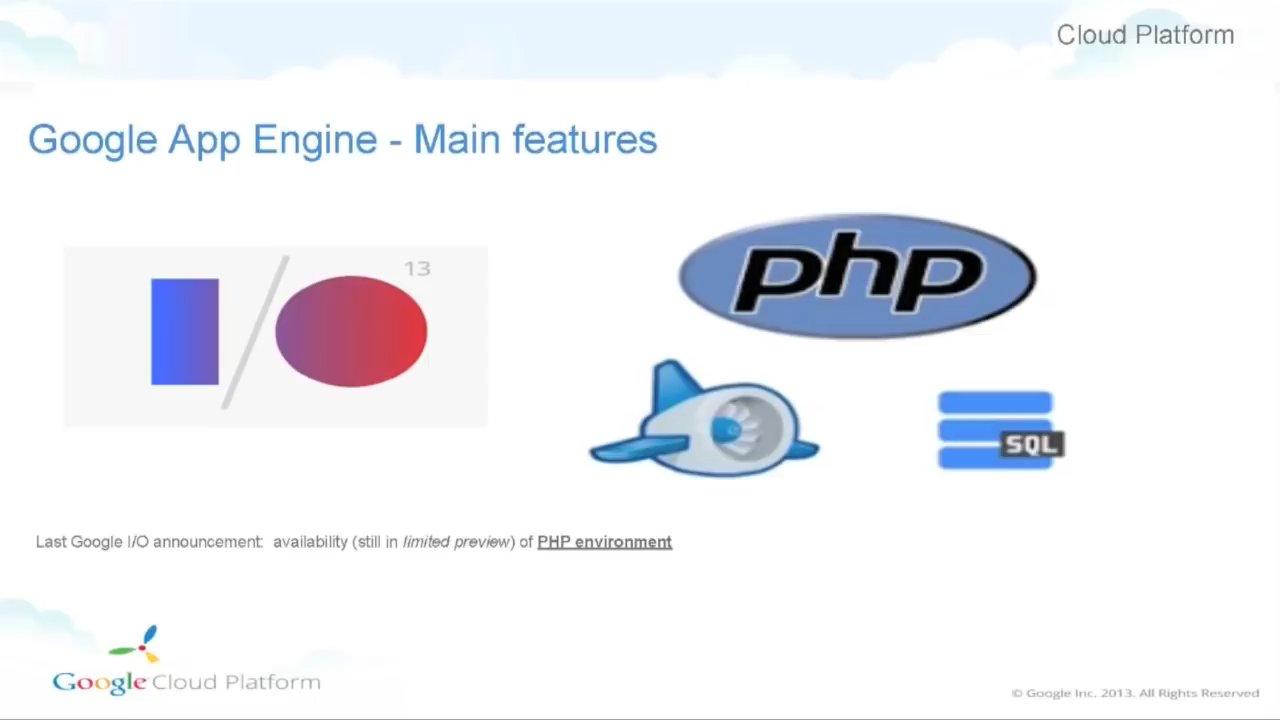 Cloud Platform
Google App Engine - Main features
13
php
SQL
Last Google I/O announcement: availability (still in limited preview) of PHP environment
Google Cloud Platform
© Google Inc. 2013. All Rights Reserved